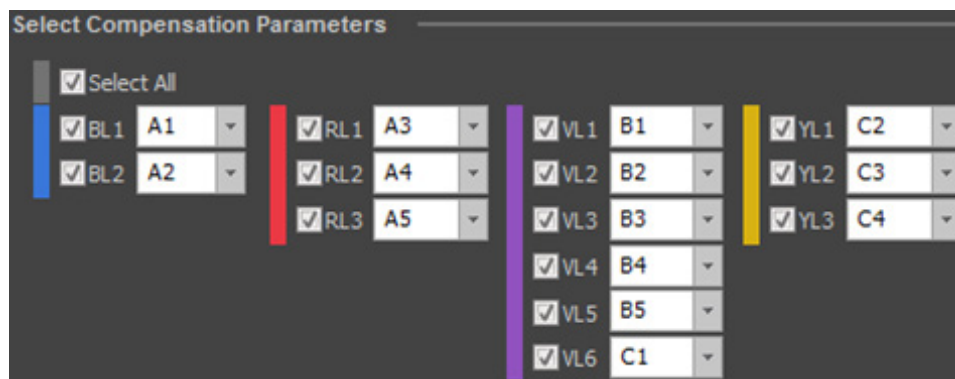 Select Compensation Parameters
Select All
BL1 A1 RL1 A3 VL1 B1 YL1 C2
BL2 A2 RL2 A4 VL2 B2 YL2 C3
RL3 A5 VL3 B3 YL3 C4
VL4 B4
VL5 B5
VL6 C1